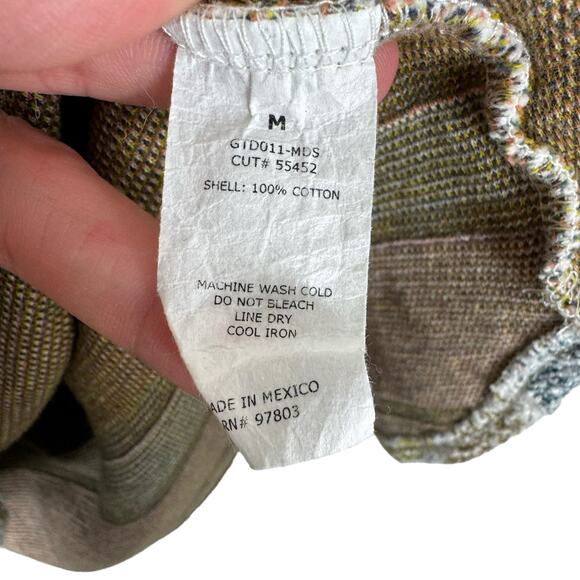 M
GTD011-MDS
CUT# 55452
SHELL: 100% COTTON
MACHINE WASH COLD
DO NOT BLEACH
LINE DRY
COOL IRON
ADE IN MEXICO
RN# 97803